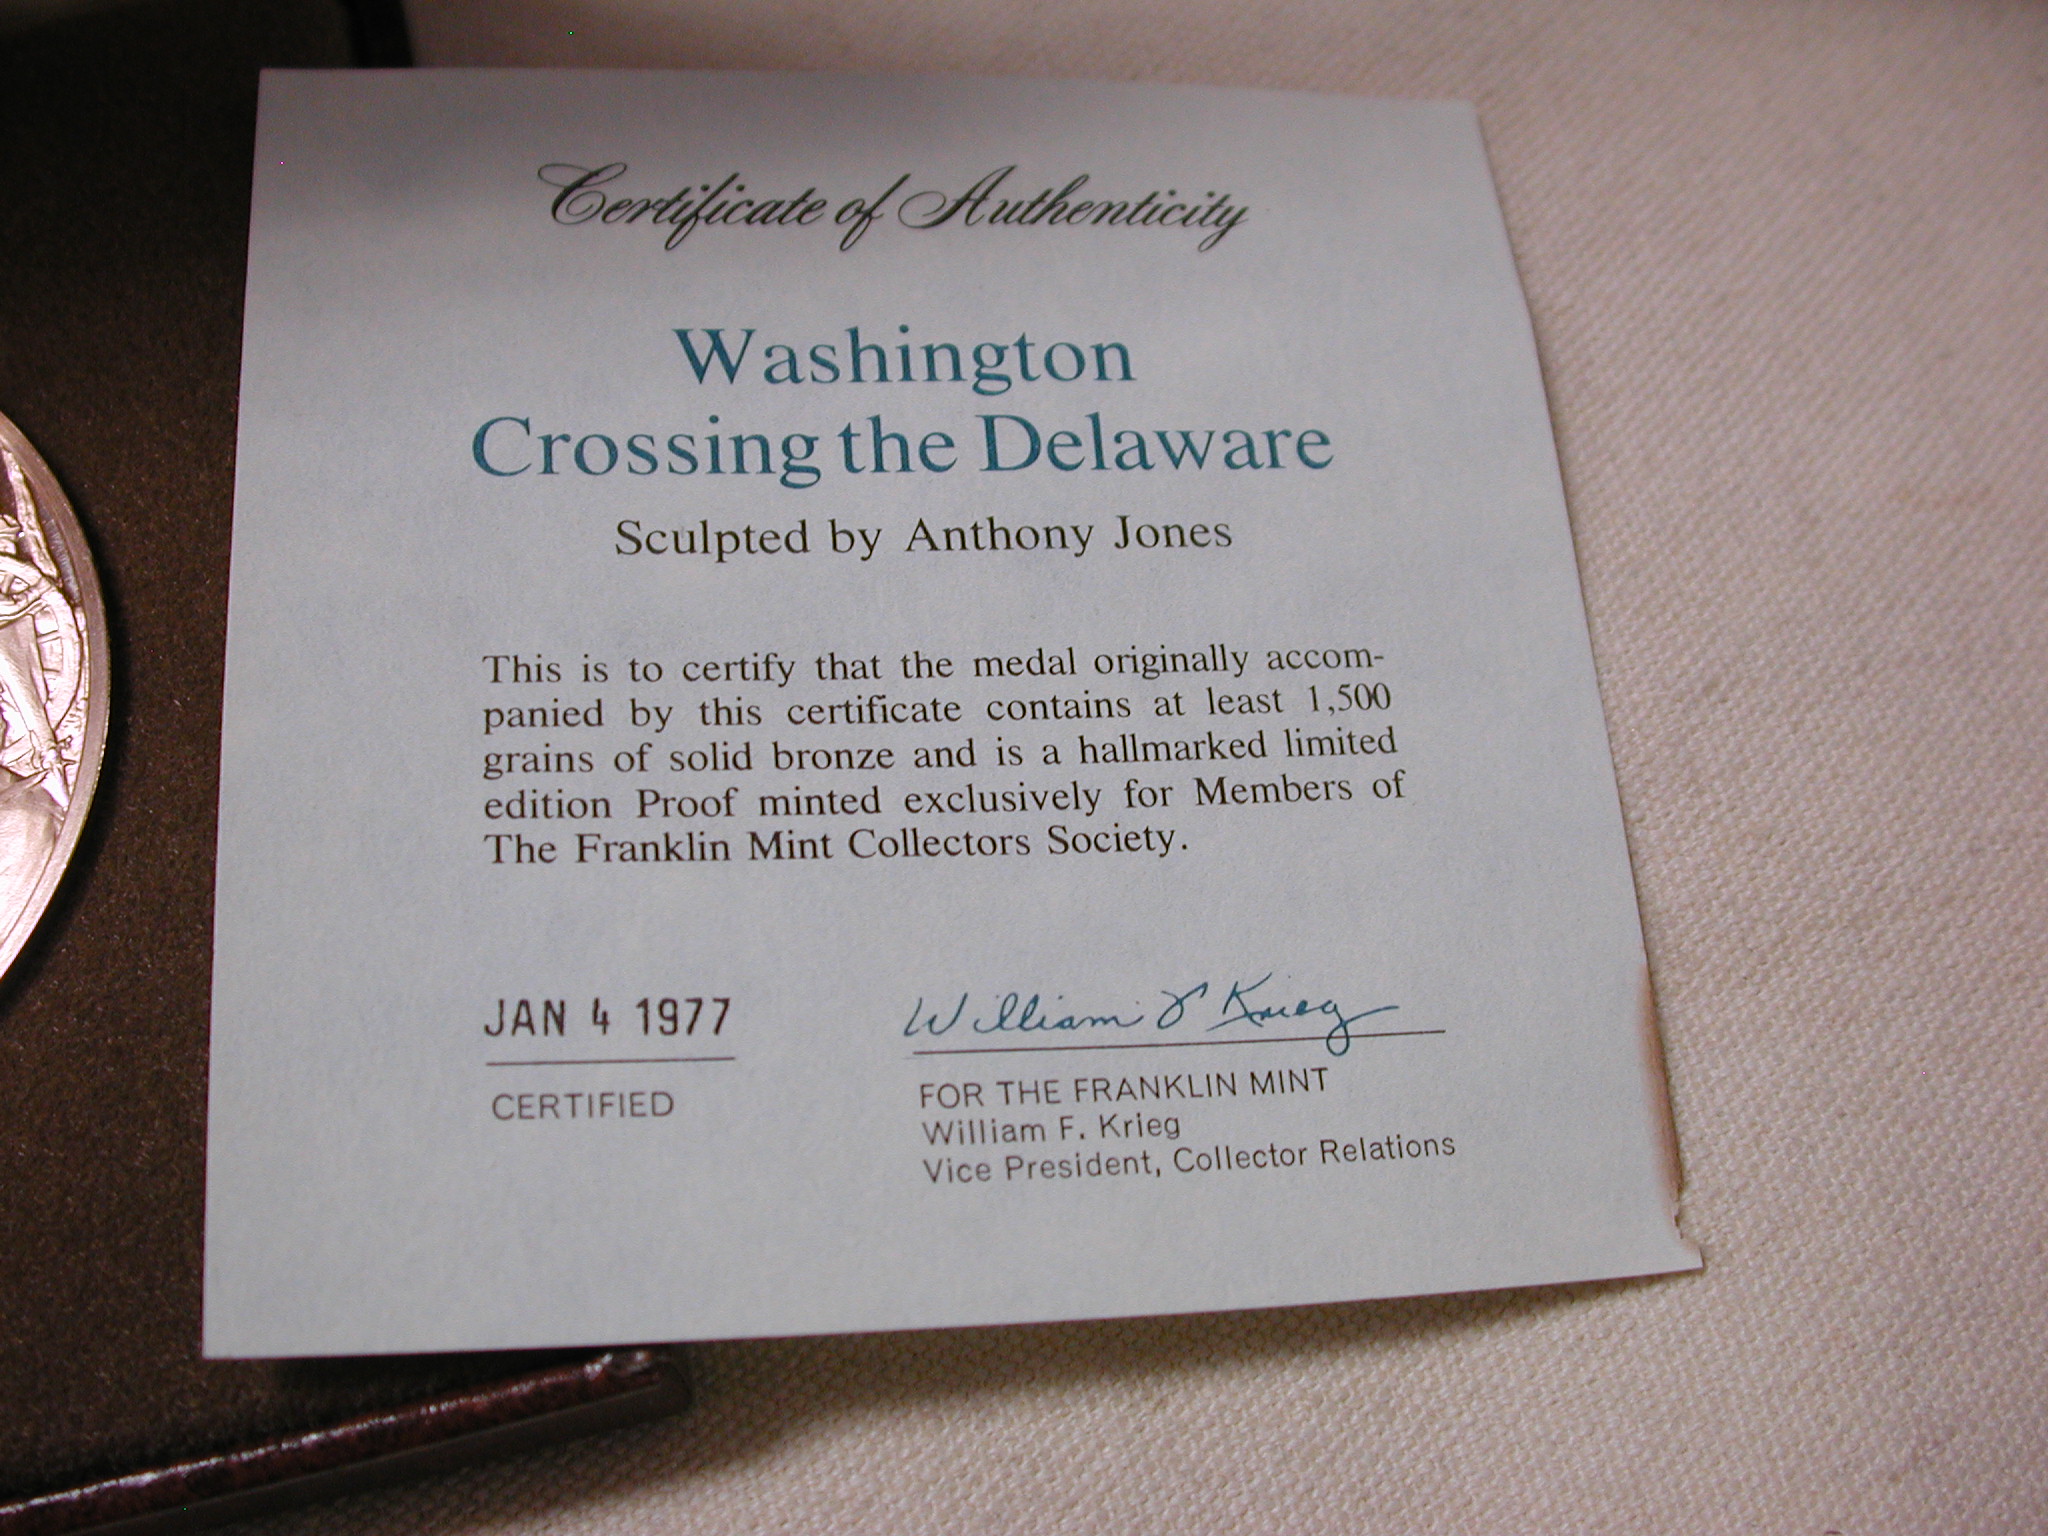 Certificate of Authenticity
Washington
Crossing the Delaware
Sculpted by Anthony Jones
This is to certify that the medal originally accom-
panied by this certificate contains at least 1,500
grains of solid bronze and is a hallmarked limited
edition Proof minted exclusively for Members of
The Franklin Mint Collectors Society.
JAN 4 1977
CERTIFIED
William F Krieg
FOR THE FRANKLIN MINT
William F. Krieg
Vice President, Collector Relations